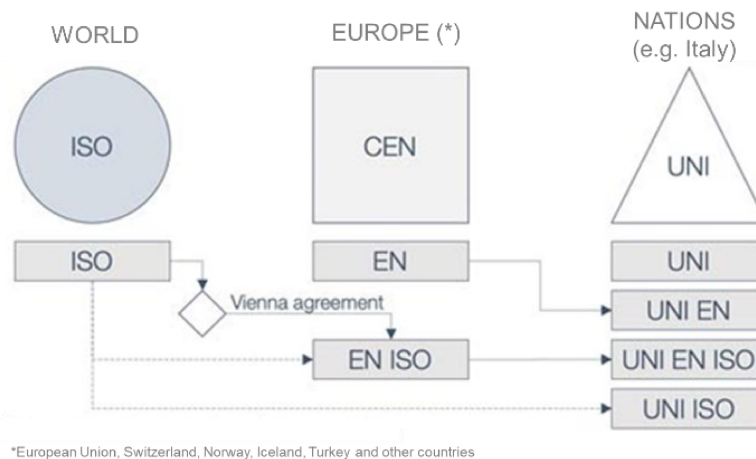 WORLD
EUROPE (*)
NATIONS
(e.g. Italy)
ISO
CEN
UNI
ISO
EN
UNI
Vienna agreement
UNI EN
EN ISO
UNI EN ISO
UNI ISO
*European Union, Switzerland, Norway, Iceland, Turkey and other countries